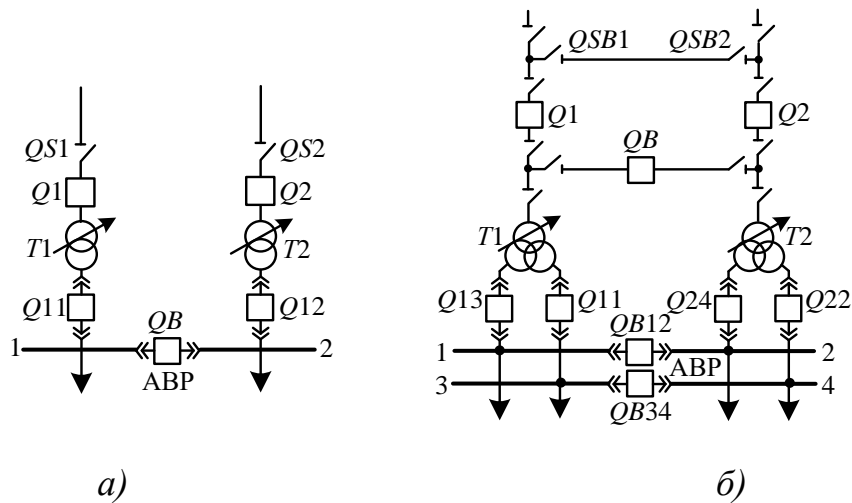 QSB1 QSB2
QS1 QS2 Q1 Q2
Q1 Q2 QB
T1 T2 T1 T2
Q11 Q12 Q13 Q11 Q24 Q22
QB QB12
1 2 1 2
АВР АВР
3 4
QB34
а) б)